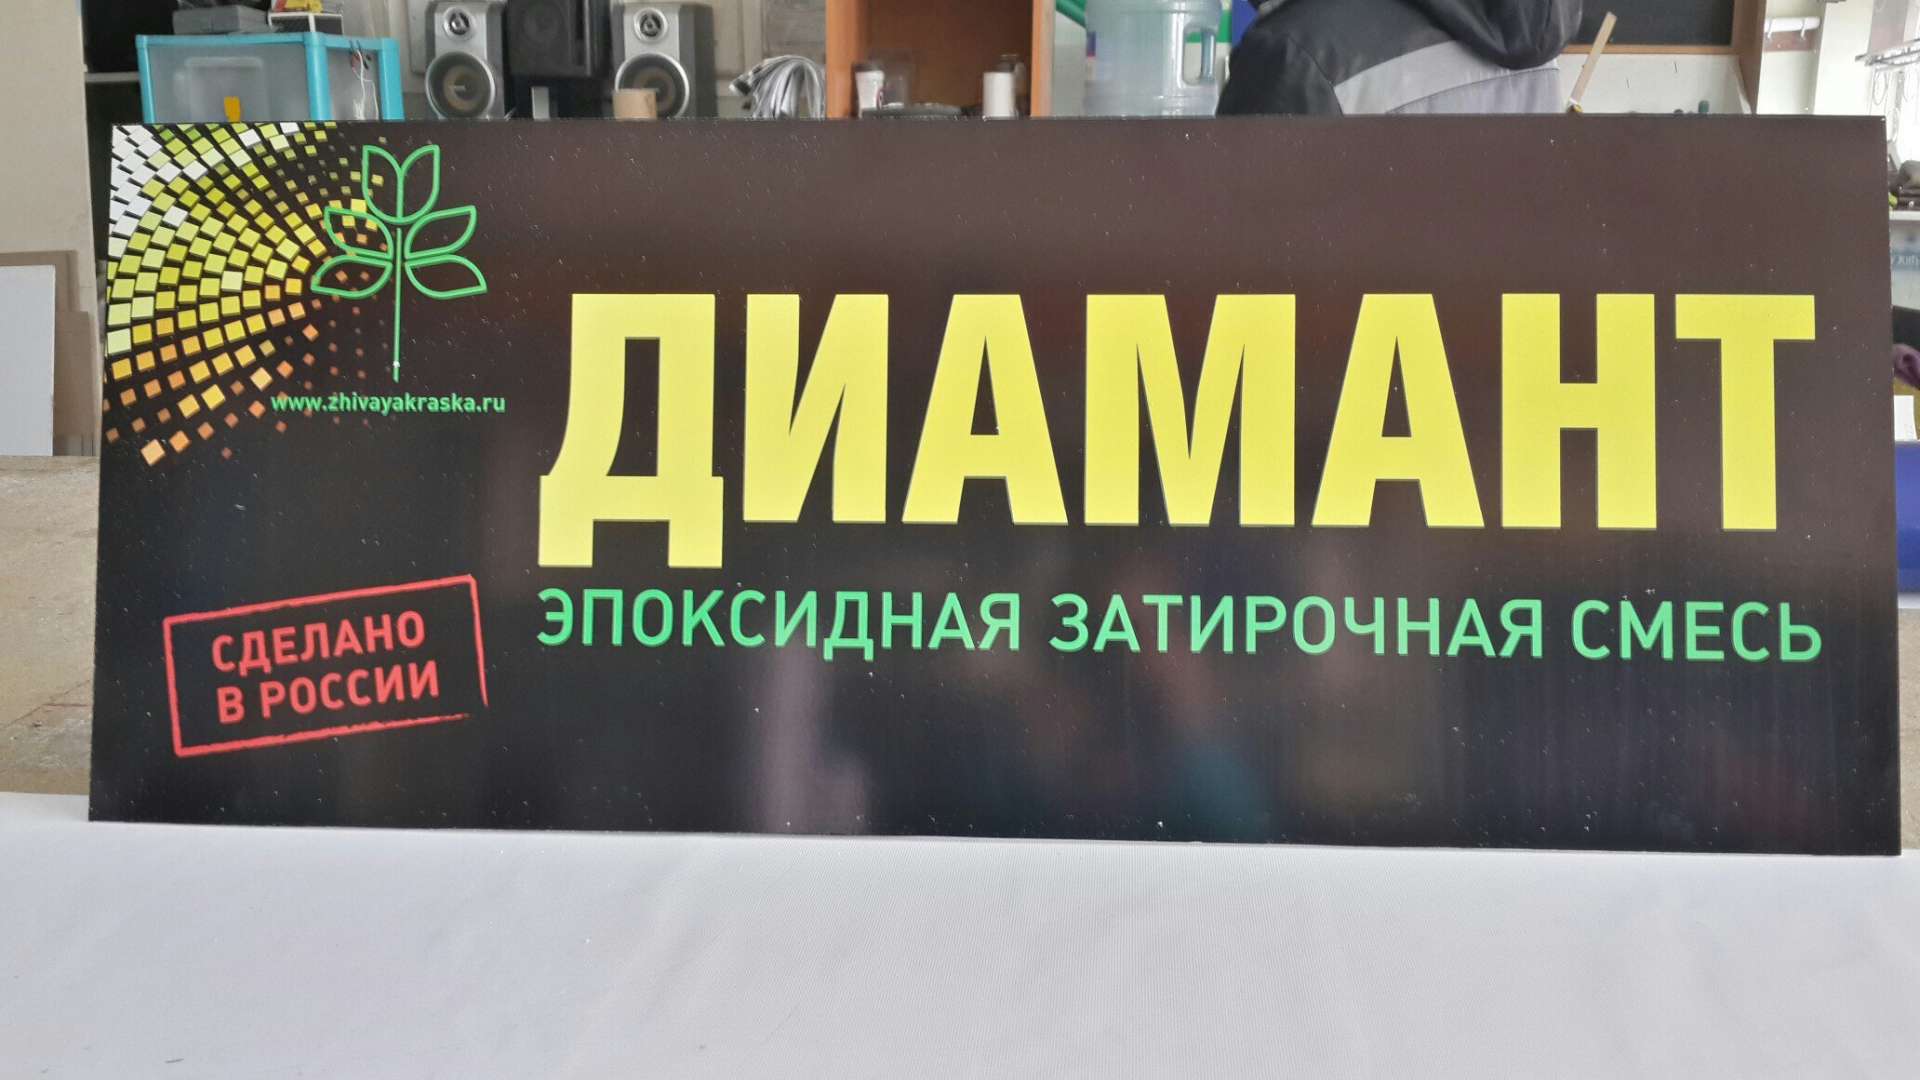 www.zhivayakraska.ru
ДИАМАНТ
ЭПОКСИДНАЯ ЗАТИРОЧНАЯ СМЕСЬ
СДЕЛАНО
В РОССИИ